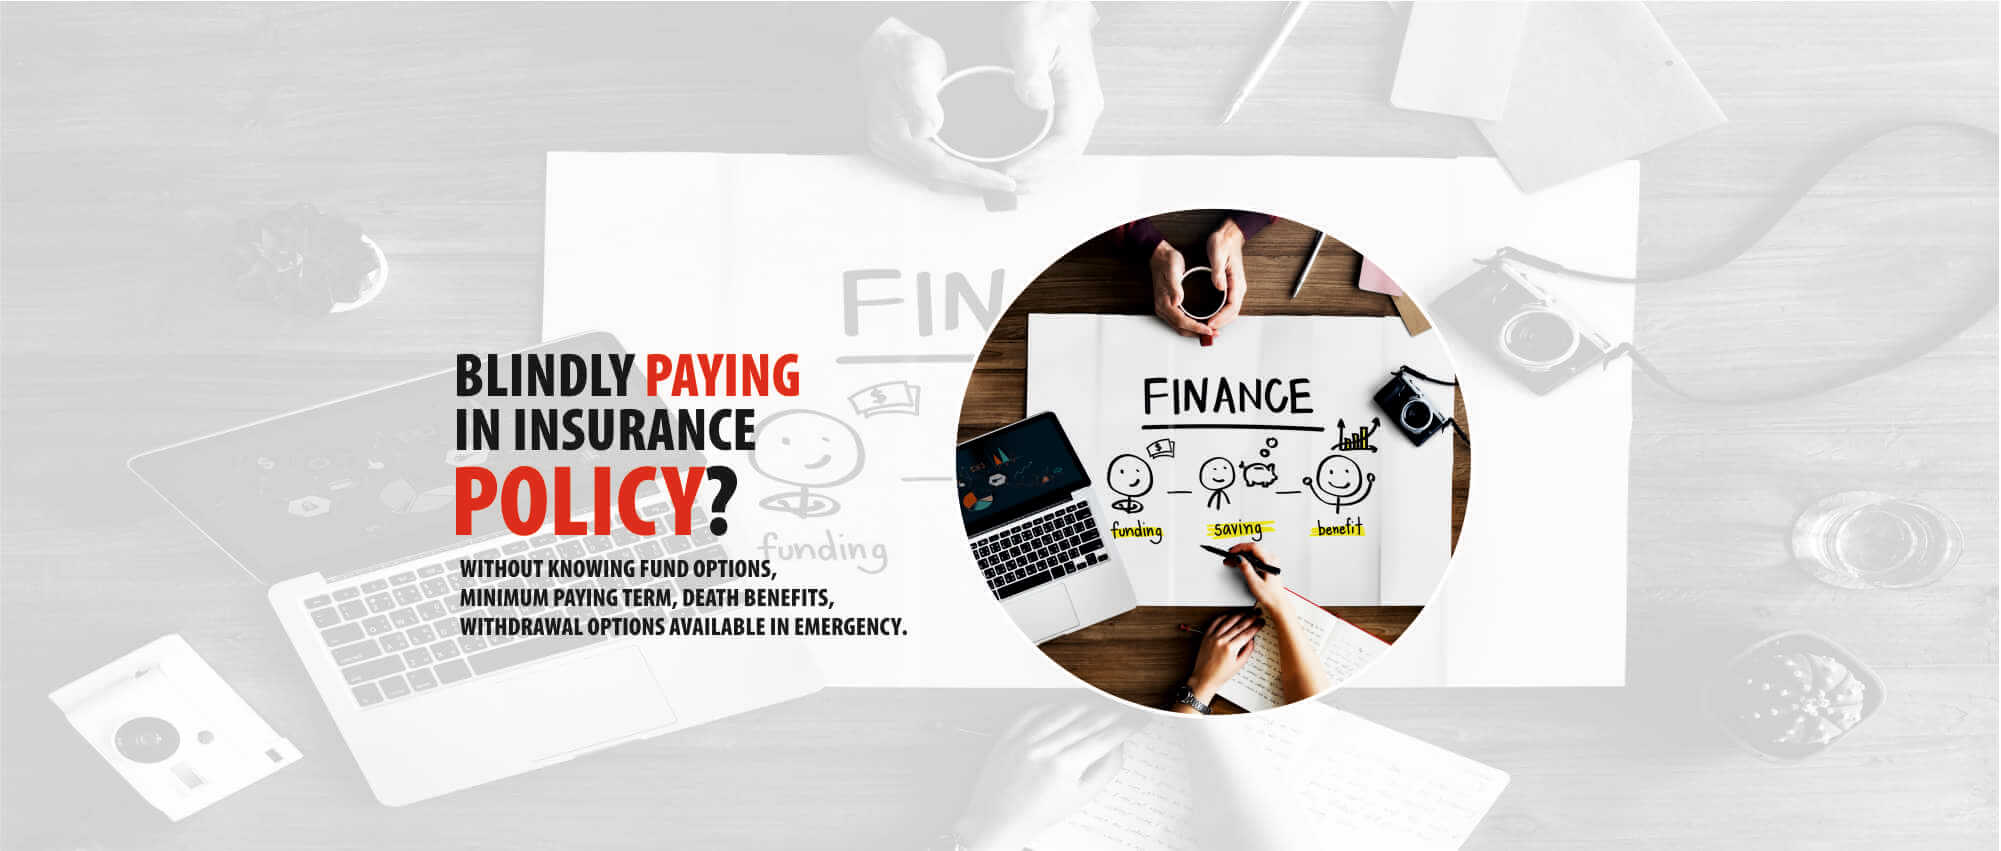 BLINDLY PAYING
IN INSURANCE
POLICY?
WITHOUT KNOWING FUND OPTIONS,
MINIMUM PAYING TERM, DEATH BENEFITS,
WITHDRAWAL OPTIONS AVAILABLE IN EMERGENCY.
FIN
funding
FINANCE
$
funding
saving
benefit